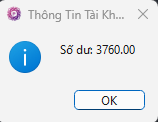 Thông Tin Tài Kh...
Số dư: 3760.00
OK